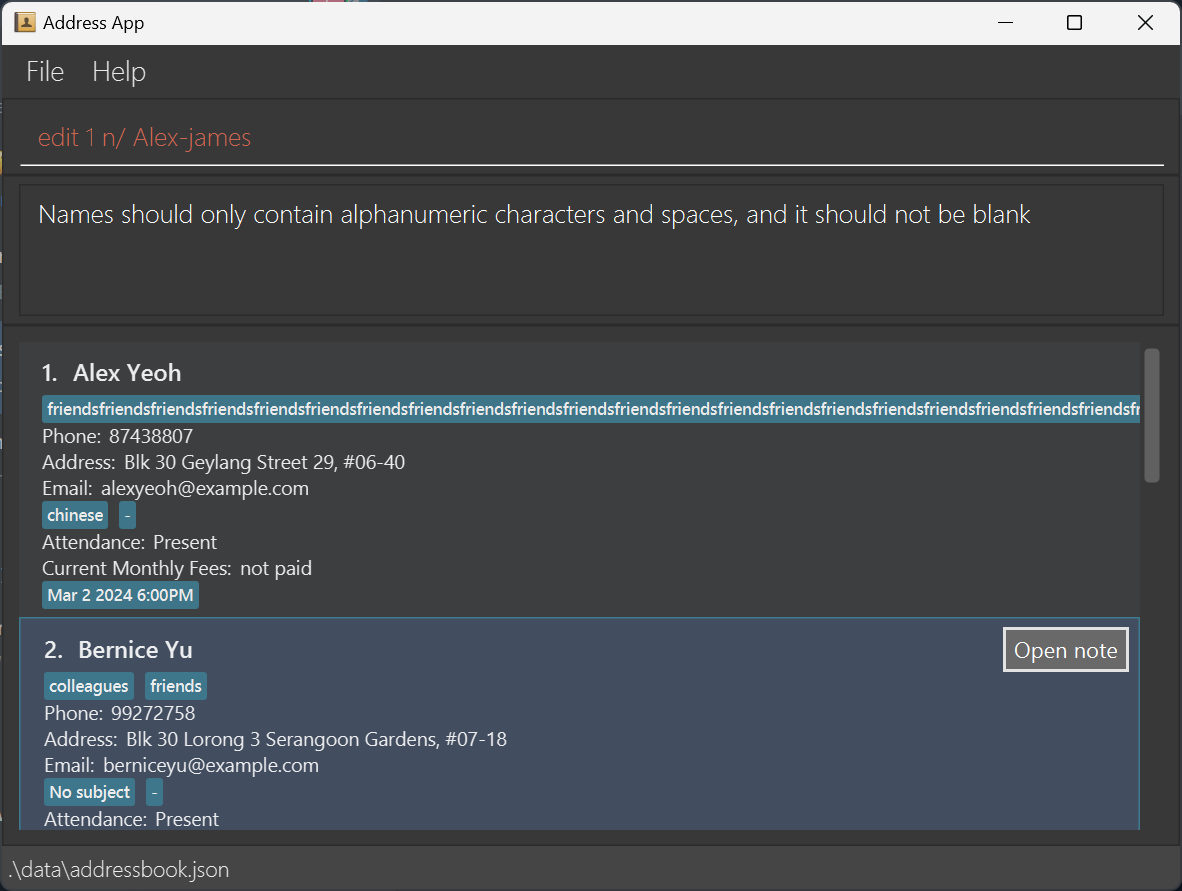 Address App
File Help
edit 1 n/ Alex-james
Names should only contain alphanumeric characters and spaces, and it should not be blank
1. Alex Yeoh
friendsfriendsfriendsfriendsfriendsfriendsfriendsfriendsfriendsfriendsfriendsfriendsfriendsfriendsfriendsfriendsfriendsfriendsfriendsfriendsfriendsfr
Phone: 87438807
Address: Blk 30 Geylang Street 29, #06-40
Email: alexyeoh@example.com
chinese -
Attendance: Present
Current Monthly Fees: not paid
Mar 2 2024 6:00PM
2. Bernice Yu Open note
colleagues friends
Phone: 99272758
Address: Blk 30 Lorong 3 Serangoon Gardens, #07-18
Email: berniceyu@example.com
No subject -
Attendance: Present
.\data\addressbook.json